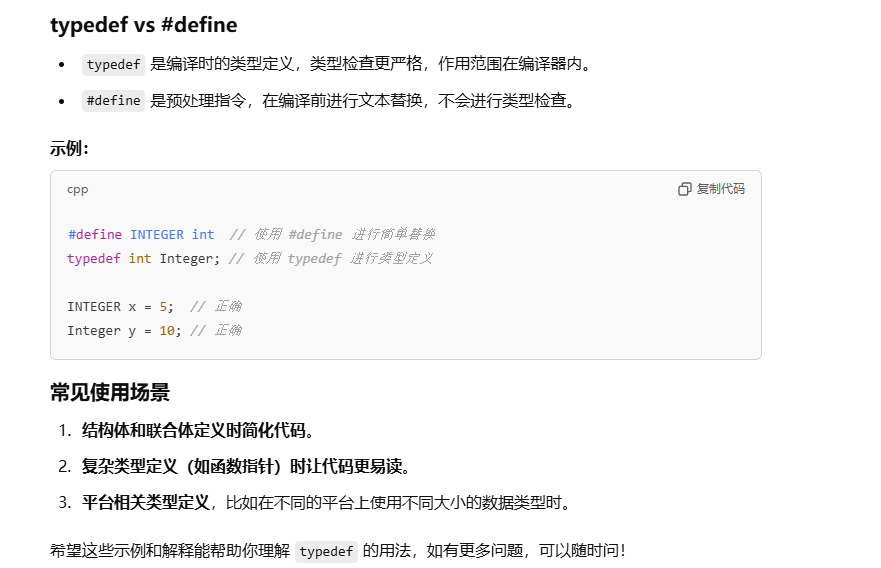 typedef vs #define
• typedef 是编译时的类型定义，类型检查更严格，作用范围在编译器内。
• #define 是预处理指令，在编译前进行文本替换，不会进行类型检查。
示例：
cpp 复制代码
#define INTEGER int  // 使用 #define 进行简单替换
typedef int Integer; // 使用 typedef 进行类型定义
INTEGER x = 5;  // 正确
Integer y = 10; // 正确
常见使用场景
1. 结构体和联合体定义时简化代码。
2. 复杂类型定义（如函数指针）时让代码更易读。
3. 平台相关类型定义，比如在不同的平台上使用不同大小的数据类型时。
希望这些示例和解释能帮助你理解 typedef 的用法，如有更多问题，可以随时问！